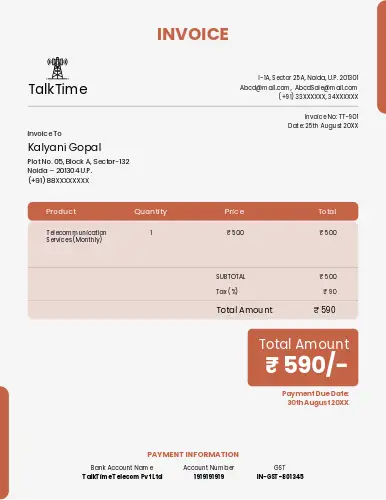 INVOICE
TalkTime
I-1A, Sector 25A, Noida, U.P. 201301
Abcd@mail.com, AbcdSale@mail.com
(+91) 33XXXXXX, 34XXXXXX
Invoice No: TT-901
Date: 25th August 20XX
Invoice To
Kalyani Gopal
Plot No. 05, Block A, Sector-132
Noida – 201304 U.P.
(+91) 88XXXXXXXX
Product Quantity Price Total
Telecommunication 1 ₹ 500 ₹ 500
Services (Monthly)
SUBTOTAL ₹ 500
Tax (%) ₹ 90
Total Amount ₹ 590
Total Amount
₹ 590/-
Payment Due Date:
30th August 20XX
PAYMENT INFORMATION
Bank Account Name Account Number GST
TalkTime Telecom Pvt Ltd 1919191919 IN-GST-801345